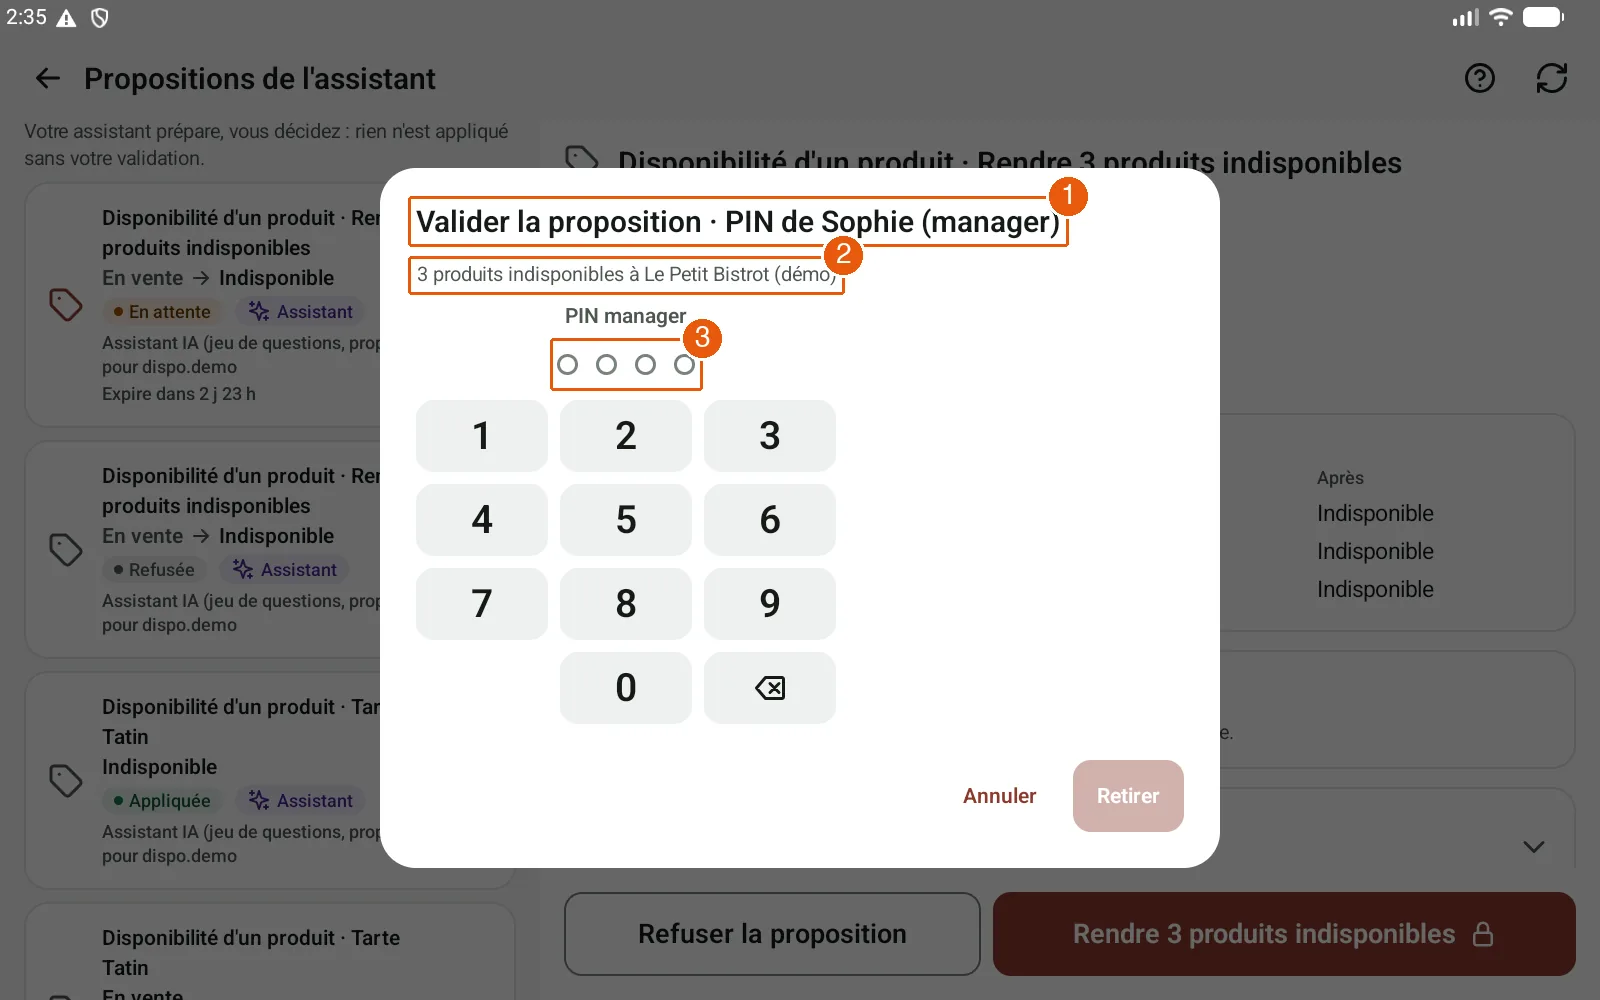 2:35
Propositions de l'assistant
Votre assistant prépare, vous décidez : rien n'est appliqué
sans votre validation.
Disponibilité d'un produit · Ren
produits indisponibles
En vente → Indisponible
En attente
Assistant
Assistant IA (jeu de questions, prop
pour dispo.demo
Expire dans 2 j 23 h
Disponibilité d'un produit · Ren
produits indisponibles
En vente → Indisponible
Refusée
Assistant
Assistant IA (jeu de questions, prop
pour dispo.demo
Disponibilité d'un produit · Tar
Tatin
Indisponible
Appliquée
Assistant
Assistant IA (jeu de questions, prop
pour dispo.demo
Disponibilité d'un produit · Tarte
Tatin
En vente
Disponibilité d'un produit · Rendre 3 produits indisponibles
Valider la proposition · PIN de Sophie (manager)
1
3 produits indisponibles à Le Petit Bistrot (démo)
2
PIN manager
3
1 2 3
4 5 6
7 8 9
0
Annuler
Retirer
Après
Indisponible
Indisponible
Indisponible
e.
Refuser la proposition
Rendre 3 produits indisponibles